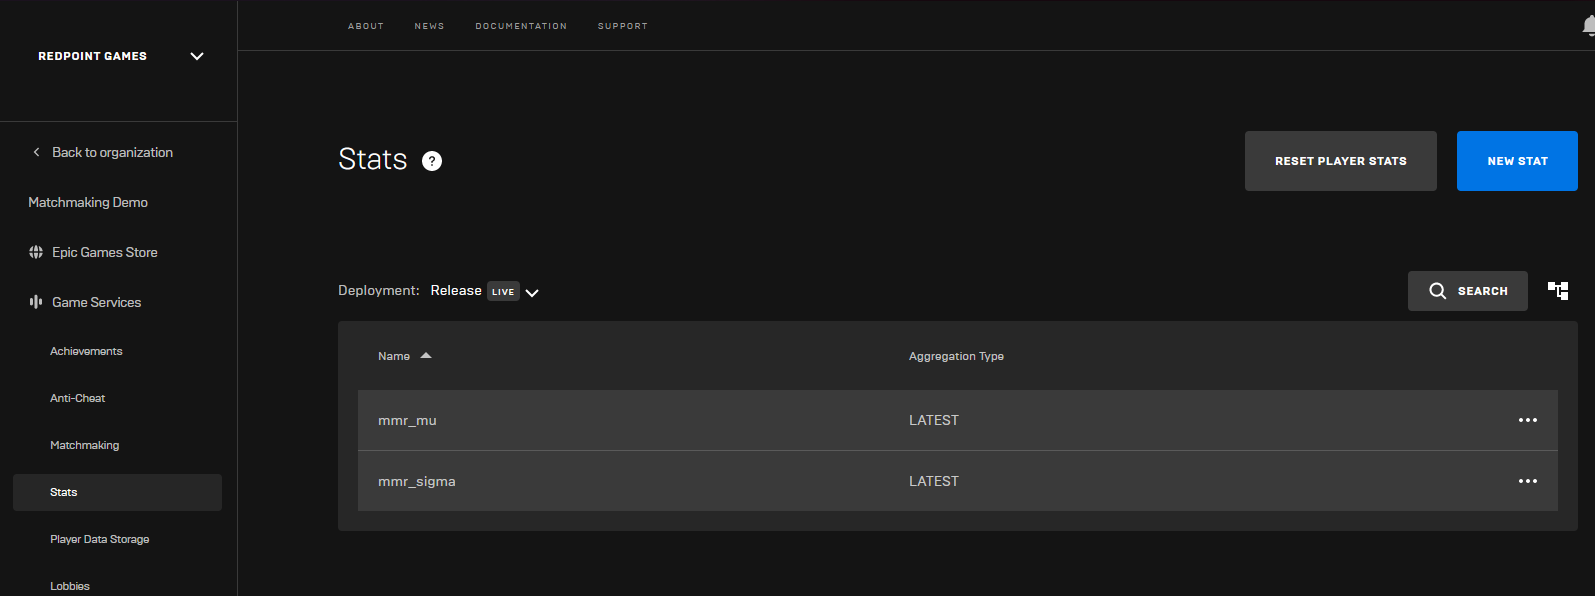 REDPOINT GAMES
ABOUT NEWS DOCUMENTATION SUPPORT
Back to organization
Matchmaking Demo
Epic Games Store
Game Services
Achievements
Anti-Cheat
Matchmaking
Stats
Player Data Storage
Lobbies
Stats ?
RESET PLAYER STATS
NEW STAT
Deployment: Release LIVE
SEARCH
Name Aggregation Type
mmr_mu LATEST
mmr_sigma LATEST